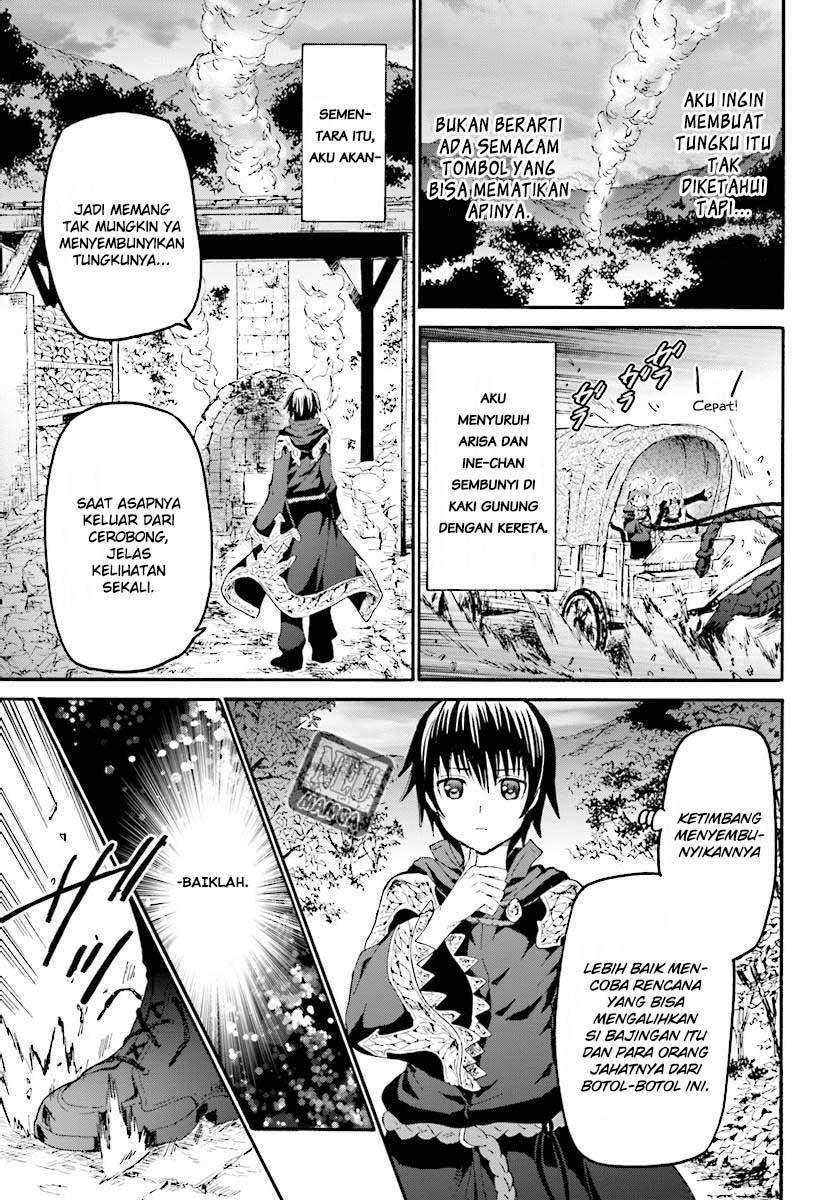 AKU INGIN
MEMBUAT
TUNGKU ITU
TAK
DIKETAHUI
TAPI...
BUKAN BERARTI
ADA SEMACAM
TOMBOL YANG
BISA MEMATIKAN
APINYA.
Cepat!
ザ ザ ザ
AKU
MENYURUH
ARISA DAN
INE-CHAN
SEMBUNYI DI
KAKI GUNUNG
DENGAN KERETA.
SEMEN-
TARA ITU,
AKU AKAN-
JADI MEMANG
TAK MUNGKIN YA
MENYEMBUNYIKAN
TUNGKUNYA...
SAAT ASAPNYA
KELUAR DARI
CEROBONG,
JELAS
KELIHATAN
SEKALI.
KETIMBANG
MENYEMBU-
NYIKANNYA
LEBIH BAIK MEN-
COBA RENCANA
YANG BISA
MENGALIHKAN
SI BAJINGAN ITU
DAN PARA ORANG
JAHATNYA DARI
BOTOL-BOTOL INI.
NEU
MANGA
-BAIKLAH.